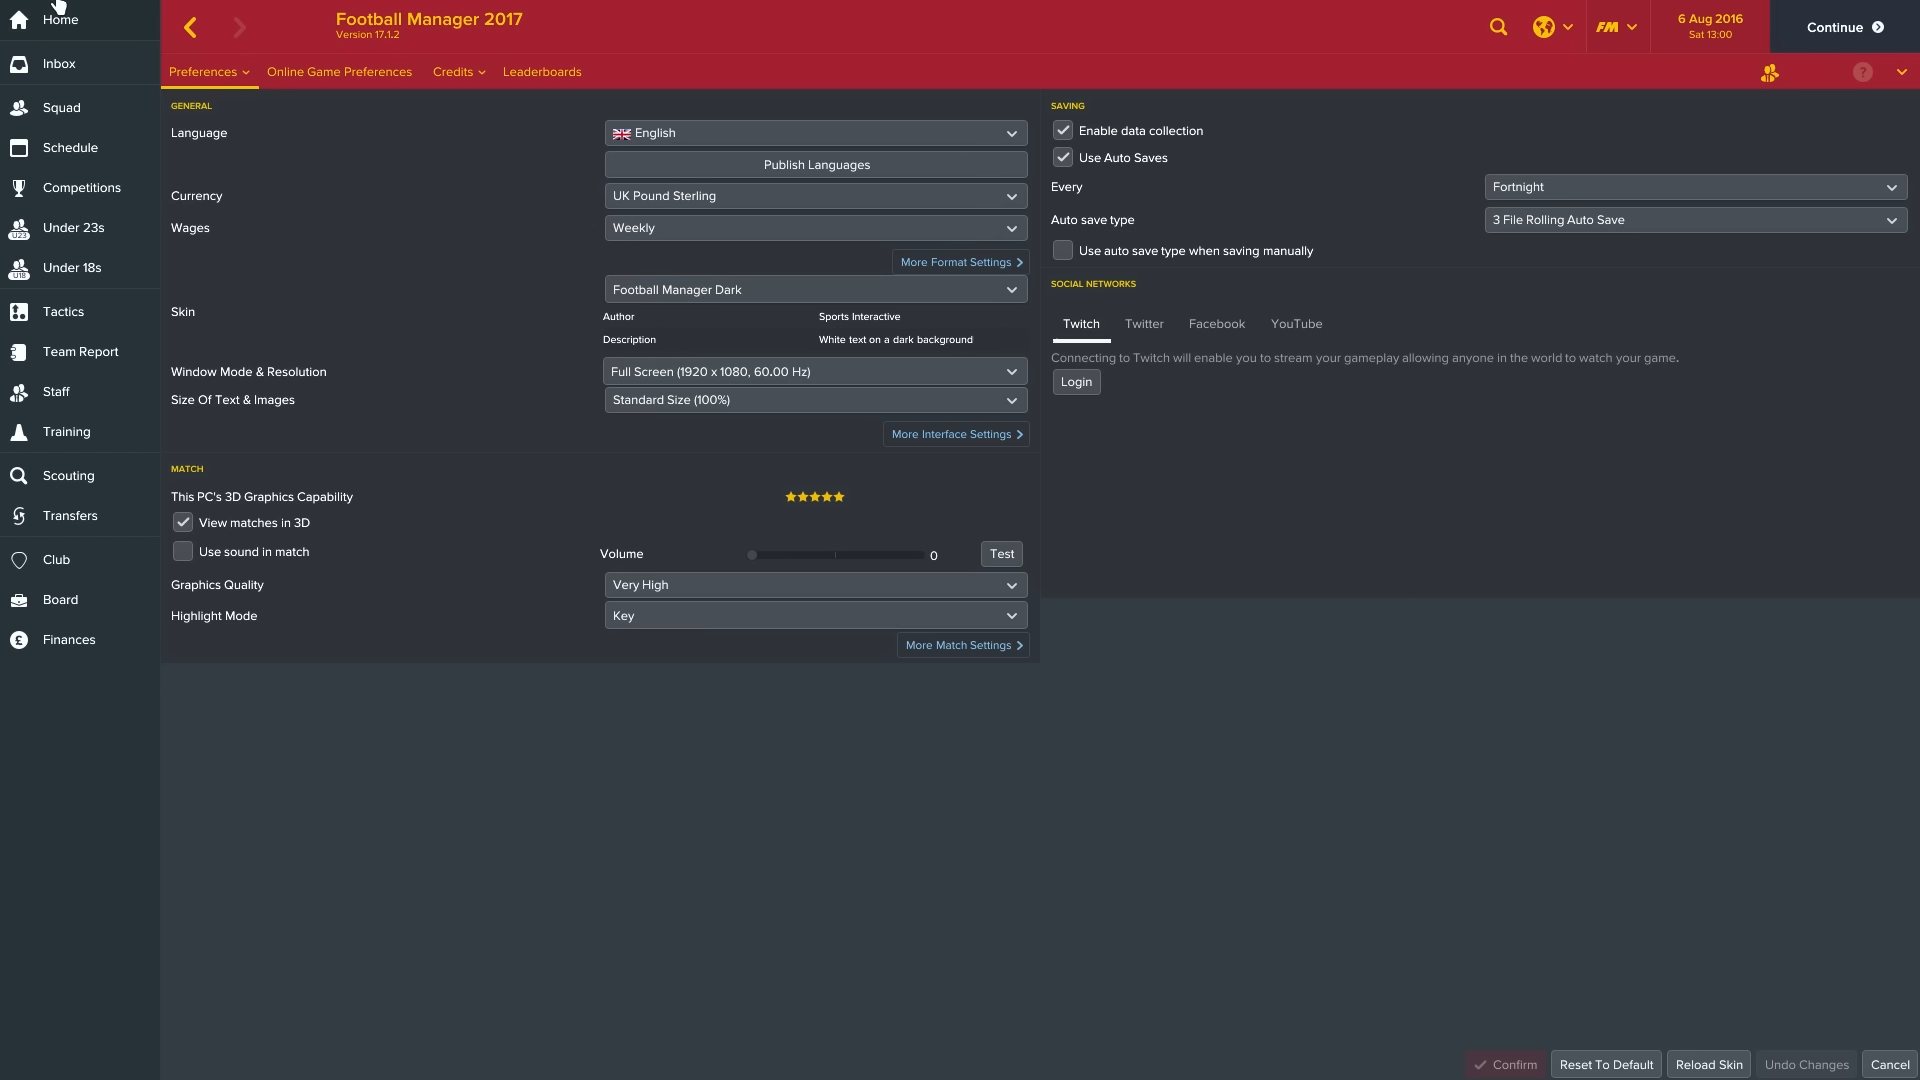 Home
Inbox
Squad
Schedule
Competitions
U23
Under 23s
U18
Under 18s
Tactics
Team Report
Staff
Training
Scouting
Transfers
Club
Board
£
Finances
Football Manager 2017
Version 17.1.2
FM
6 Aug 2016
Sat 13:00
Continue
Preferences Online Game Preferences Credits Leaderboards
?
GENERAL
Language English
Publish Languages
Currency UK Pound Sterling
Wages Weekly
More Format Settings
Football Manager Dark
Skin
Author Sports Interactive
Description White text on a dark background
Window Mode & Resolution Full Screen (1920 x 1080, 60.00 Hz)
Size Of Text & Images Standard Size (100%)
More Interface Settings
MATCH
This PC's 3D Graphics Capability
View matches in 3D
Use sound in match Volume 0 Test
Graphics Quality Very High
Highlight Mode Key
More Match Settings
SAVING
Enable data collection
Use Auto Saves
Every Fortnight
Auto save type 3 File Rolling Auto Save
Use auto save type when saving manually
SOCIAL NETWORKS
Twitch Twitter Facebook YouTube
Connecting to Twitch will enable you to stream your gameplay allowing anyone in the world to watch your game.
Login
Confirm Reset To Default Reload Skin Undo Changes Cancel